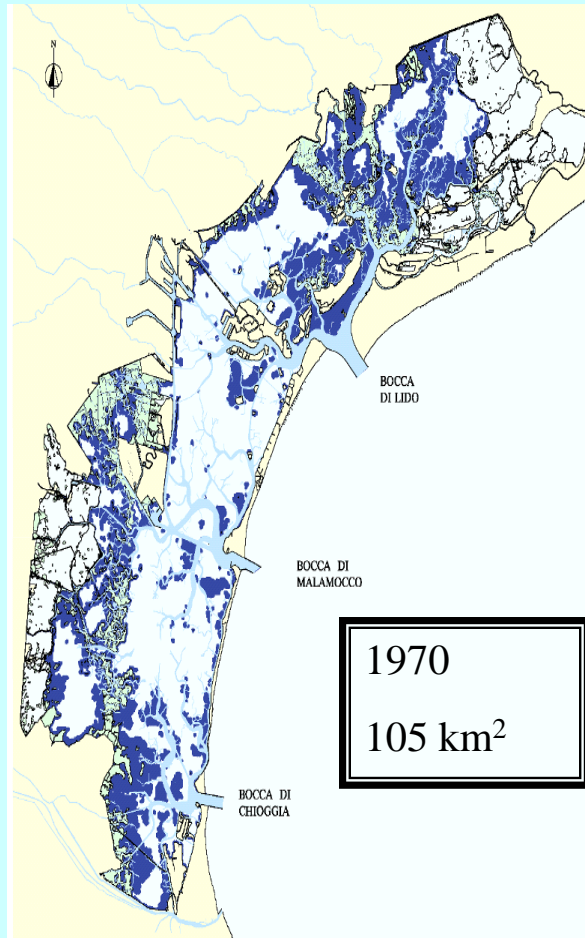 N
BOCCA
DI LIDO
BOCCA DI
MALAMOCCO
1970
105 km²
BOCCA DI
CHIOGGIA